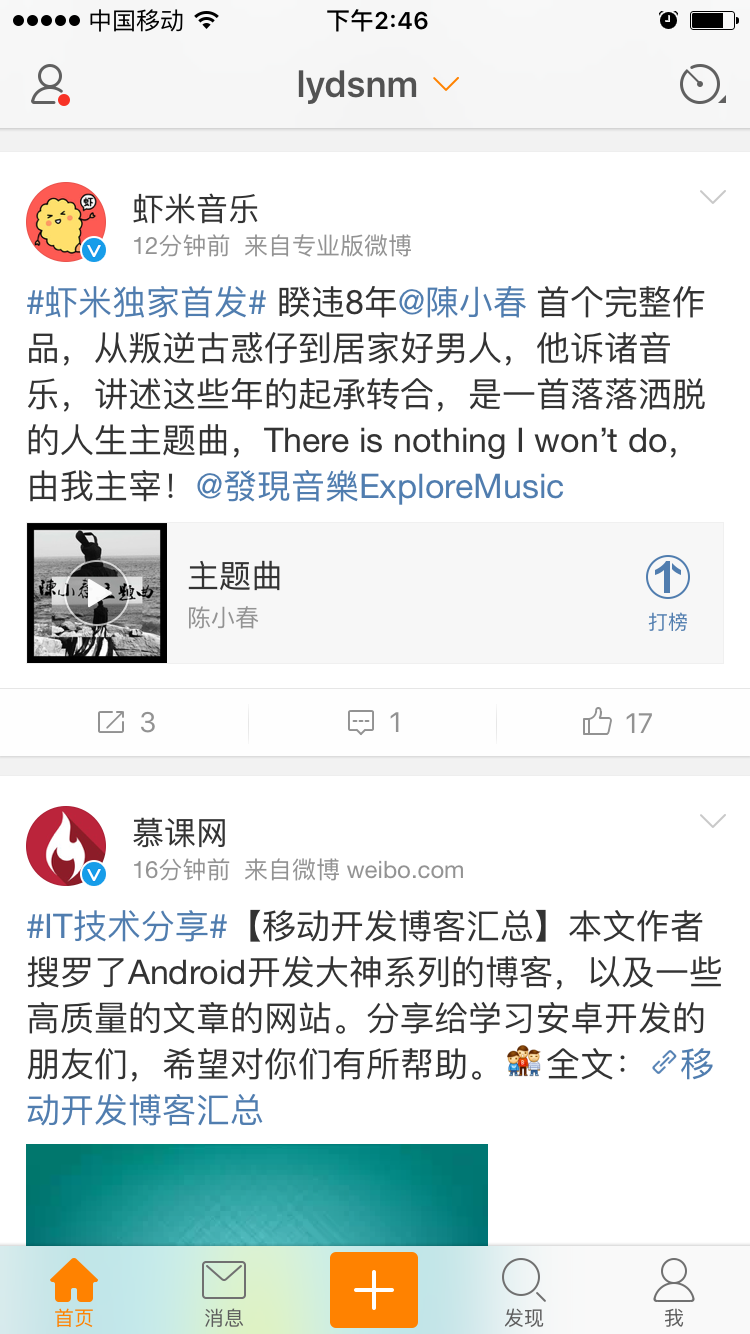 中国移动 下午2:46
lydsnm
虾米音乐
12分钟前 来自专业版微博
#虾米独家首发# 睽违8年@陳小春 首个完整作
品，从叛逆古惑仔到居家好男人，他诉诸音
乐，讲述这些年的起承转合，是一首落落洒脱
的人生主题曲，There is nothing I won’t do，
由我主宰！@發現音樂ExploreMusic
陳小春主题曲
主题曲
陈小春
打榜
3 1 17
慕课网
16分钟前 来自微博 weibo.com
#IT技术分享#【移动开发博客汇总】本文作者
搜罗了Android开发大神系列的博客，以及一些
高质量的文章的网站。分享给学习安卓开发的
朋友们，希望对你们有所帮助。全文：移
动开发博客汇总
首页 消息 发现 我